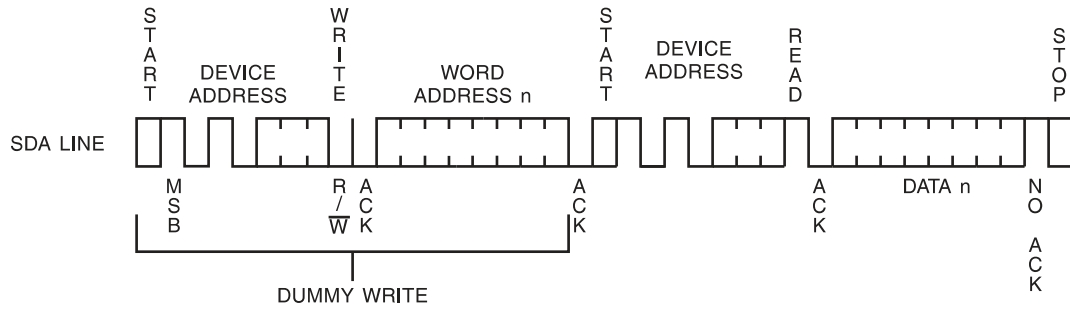 START
WRITE
START
READ
STOP
DEVICE
ADDRESS
WORD
ADDRESS n
DEVICE
ADDRESS
SDA LINE
MSB
R/W
ACK
ACK
ACK
DATA n
NO ACK
DUMMY WRITE